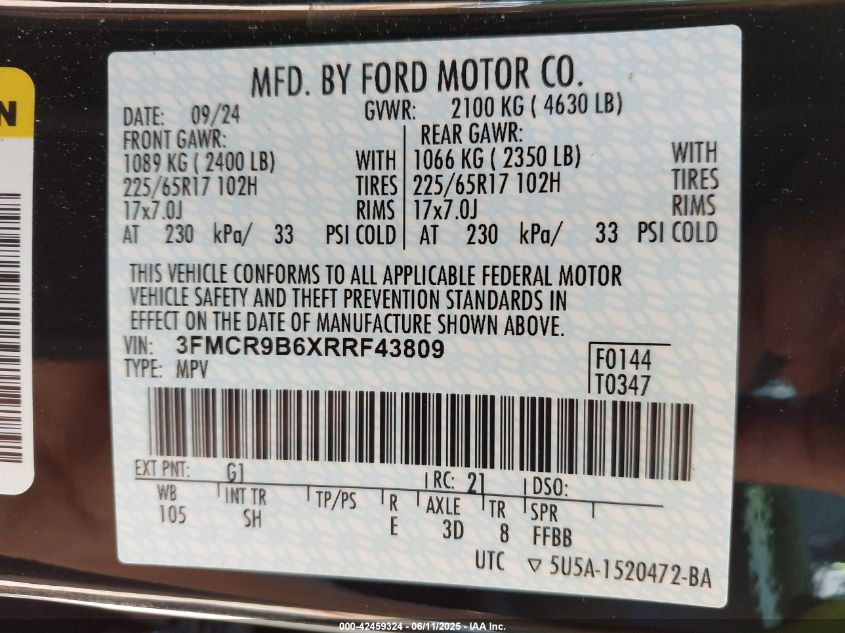 N
MFD. BY FORD MOTOR CO.
DATE: 09/24 GVWR: 2100 KG ( 4630 LB)
FRONT GAWR: REAR GAWR:
1089 KG ( 2400 LB) WITH 1066 KG ( 2350 LB) WITH
225/65R17 102H TIRES 225/65R17 102H TIRES
17x7.0J RIMS 17x7.0J RIMS
AT 230 kPa/ 33 PSI COLD AT 230 kPa/ 33 PSI COLD
THIS VEHICLE CONFORMS TO ALL APPLICABLE FEDERAL MOTOR
VEHICLE SAFETY AND THEFT PREVENTION STANDARDS IN
EFFECT ON THE DATE OF MANUFACTURE SHOWN ABOVE.
VIN: 3FMCR9B6XRRF43809 F0144
TYPE: MPV T0347
EXT PNT: G1 RC: 21 DSO:
WB INT TR TP/PS R AXLE TR SPR
105 SH E 3D 8 FFBB
UTC ▽ 5U5A-1520472-BA
000-42459324 - 06/11/2025 - IAA Inc.